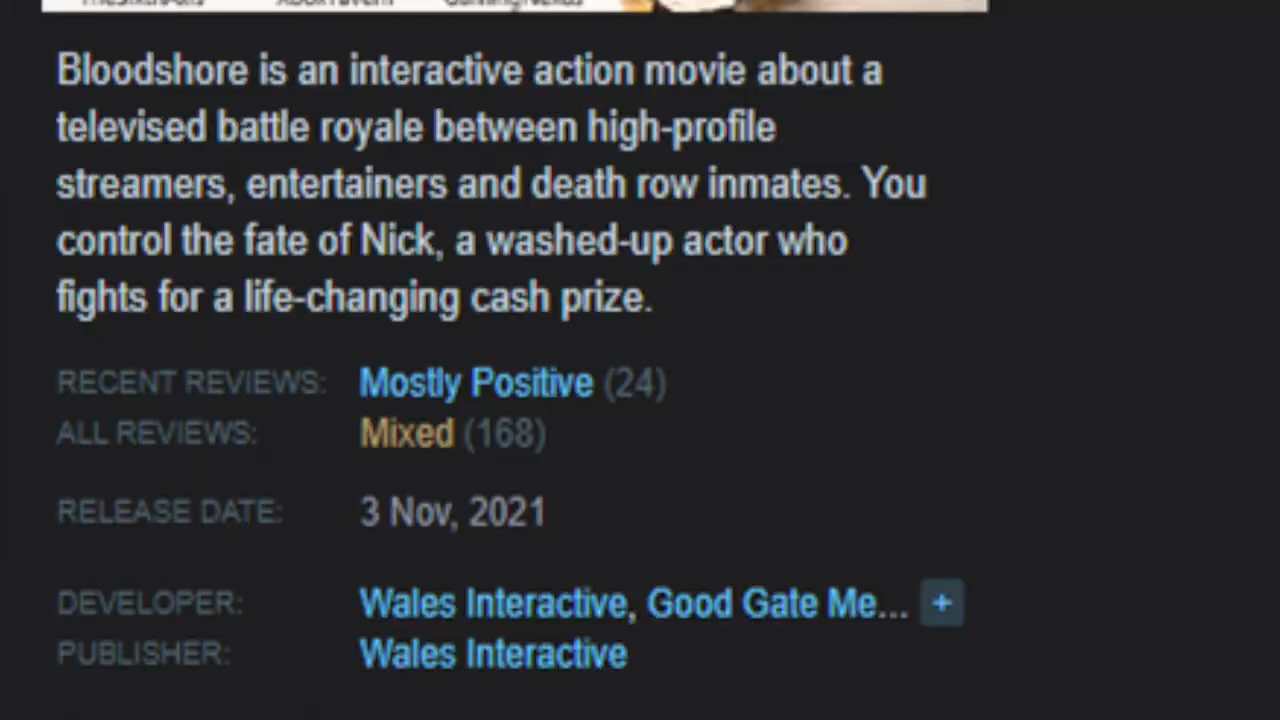 Bloodshore is an interactive action movie about a
televised battle royale between high-profile
streamers, entertainers and death row inmates. You
control the fate of Nick, a washed-up actor who
fights for a life-changing cash prize.
RECENT REVIEWS: Mostly Positive (24)
ALL REVIEWS: Mixed (168)
RELEASE DATE: 3 Nov, 2021
DEVELOPER: Wales Interactive, Good Gate Me... +
PUBLISHER: Wales Interactive